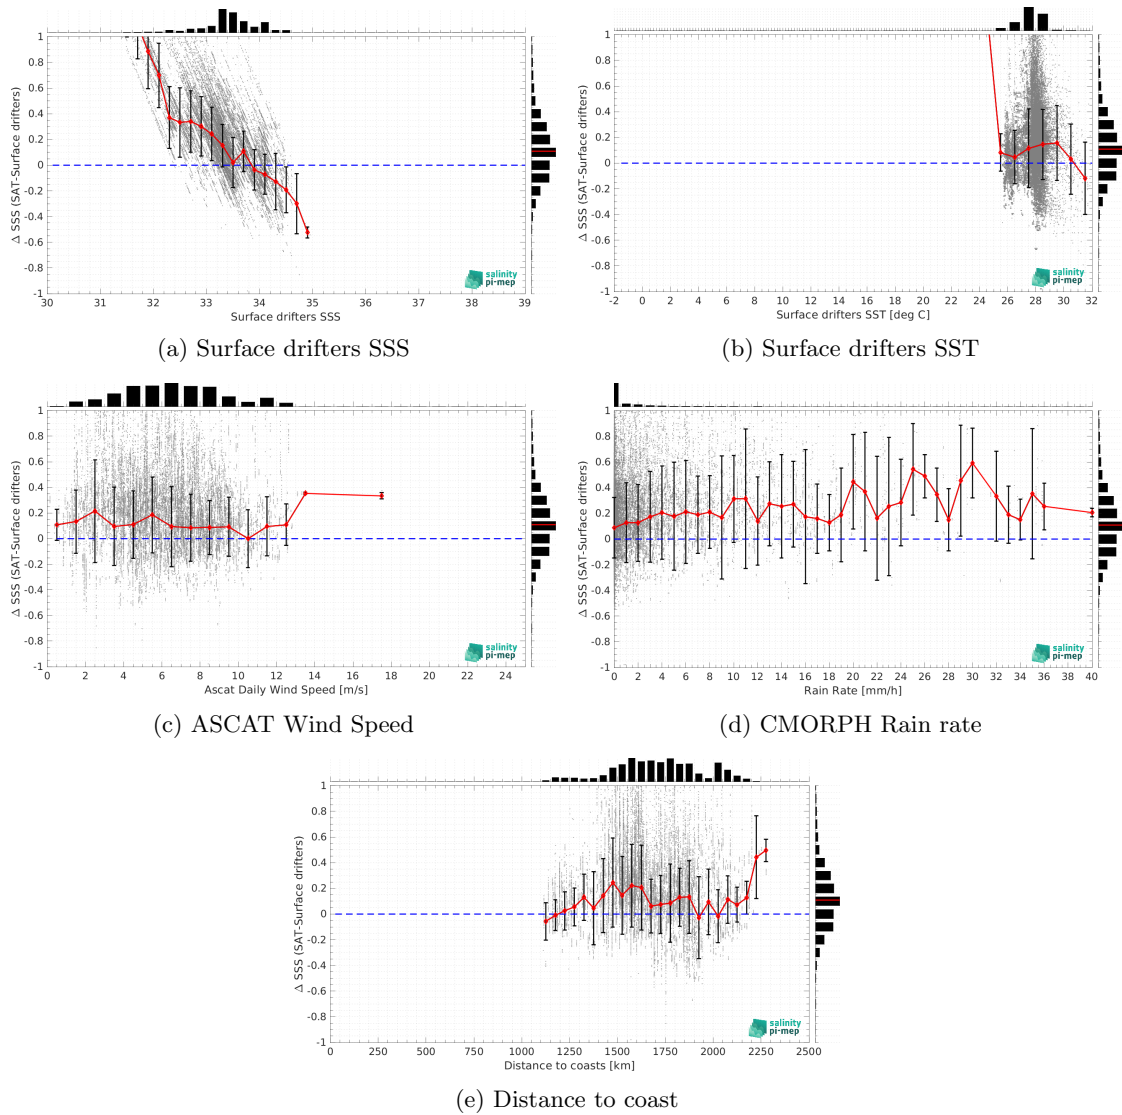 1
0.8
0.6
0.4
0.2
0
-0.2
-0.4
-0.6
-0.8
-1
Δ SSS (SAT-Surface drifters)
salinity
pi-mep
30 31 32 33 34 35 36 37 38 39
Surface drifters SSS
(a) Surface drifters SSS
1
0.8
0.6
0.4
0.2
0
-0.2
-0.4
-0.6
-0.8
-1
Δ SSS (SAT-Surface drifters)
salinity
pi-mep
-2 0 2 4 6 8 10 12 14 16 18 20 22 24 26 28 30 32
Surface drifters SST [deg C]
(b) Surface drifters SST
1
0.8
0.6
0.4
0.2
0
-0.2
-0.4
-0.6
-0.8
-1
Δ SSS (SAT-Surface drifters)
salinity
pi-mep
0 2 4 6 8 10 12 14 16 18 20 22 24
Ascat Daily Wind Speed [m/s]
(c) ASCAT Wind Speed
1
0.8
0.6
0.4
0.2
0
-0.2
-0.4
-0.6
-0.8
-1
Δ SSS (SAT-Surface drifters)
salinity
pi-mep
0 2 4 6 8 10 12 14 16 18 20 22 24 26 28 30 32 34 36 38 40
Rain Rate [mm/h]
(d) CMORPH Rain rate
1
0.8
0.6
0.4
0.2
0
-0.2
-0.4
-0.6
-0.8
-1
Δ SSS (SAT-Surface drifters)
salinity
pi-mep
0 250 500 750 1000 1250 1500 1750 2000 2250 2500
Distance to coasts [km]
(e) Distance to coast